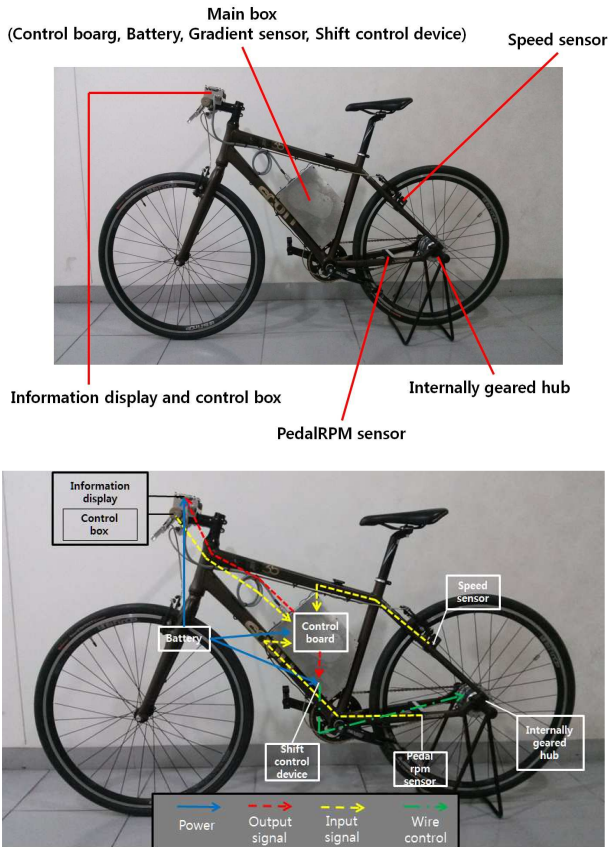 Main box
(Control boarg, Battery, Gradient sensor, Shift control device)
Speed sensor
Information display and control box
Internally geared hub
PedalRPM sensor
Information
display
Control
box
Speed
sensor
Control
board
Battery
Internally
geared
hub
Shift
control
device
Pedal
rpm
sensor
Power
Output
signal
Input
signal
Wire
control